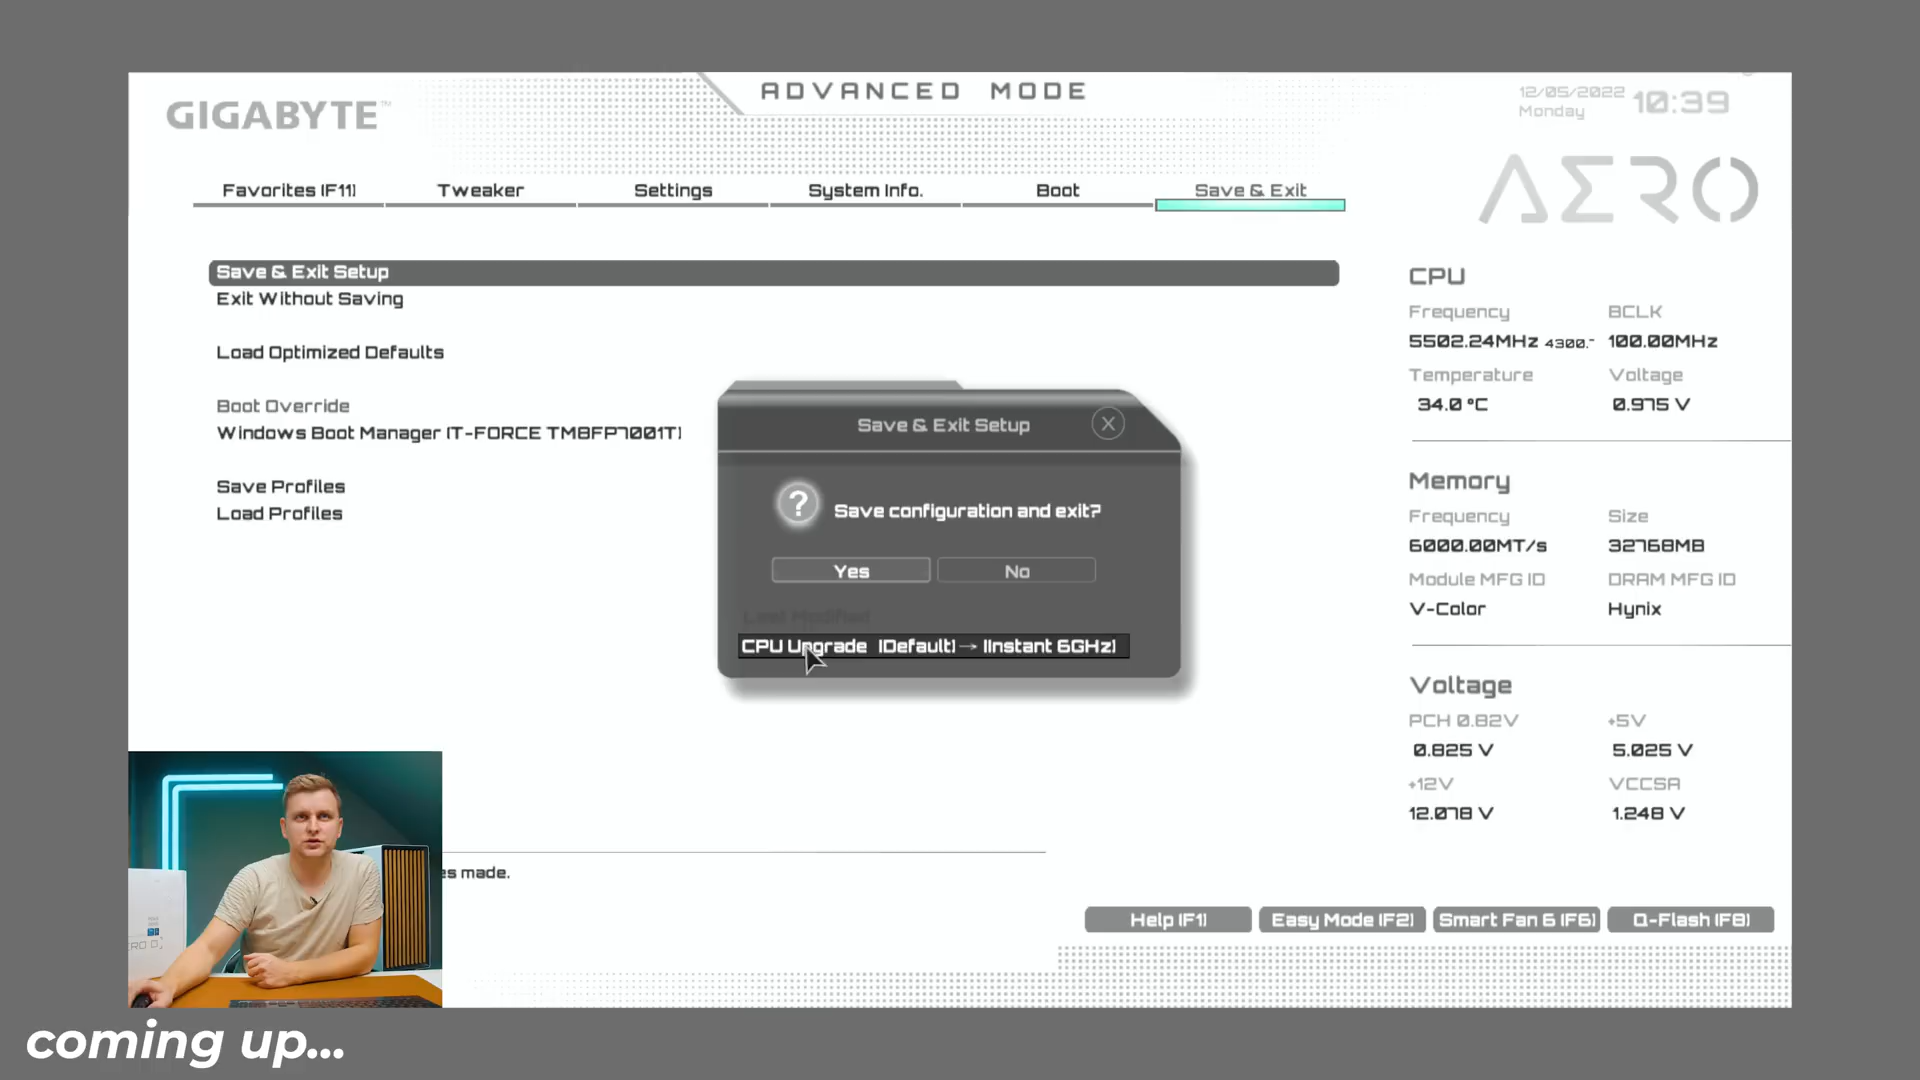 GIGABYTE™
ADVANCED MODE
12/05/2022
Monday
10:39
AERO
Favorites (F11)
Tweaker
Settings
System Info.
Boot
Save & Exit
Save & Exit Setup
Exit Without Saving
Load Optimized Defaults
Boot Override
Windows Boot Manager (T-FORCE TM8FP7001T)
Save Profiles
Load Profiles
Save & Exit Setup
X
?
Save configuration and exit?
Yes
No
Last Modified
CPU Upgrade [Default] → [Instant 6GHz]
CPU
Frequency
BCLK
5502.24MHz 4300.~
100.00MHz
Temperature
Voltage
34.0 °C
0.975 V
Memory
Frequency
Size
6000.00MT/s
32768MB
Module MFG ID
DRAM MFG ID
V-Color
Hynix
Voltage
PCH 0.82V
+5V
0.825 V
5.025 V
+12V
VCCSA
12.078 V
1.248 V
es made.
Help (F1)
Easy Mode (F2)
Smart Fan 6 (F6)
Q-Flash (F8)
coming up...